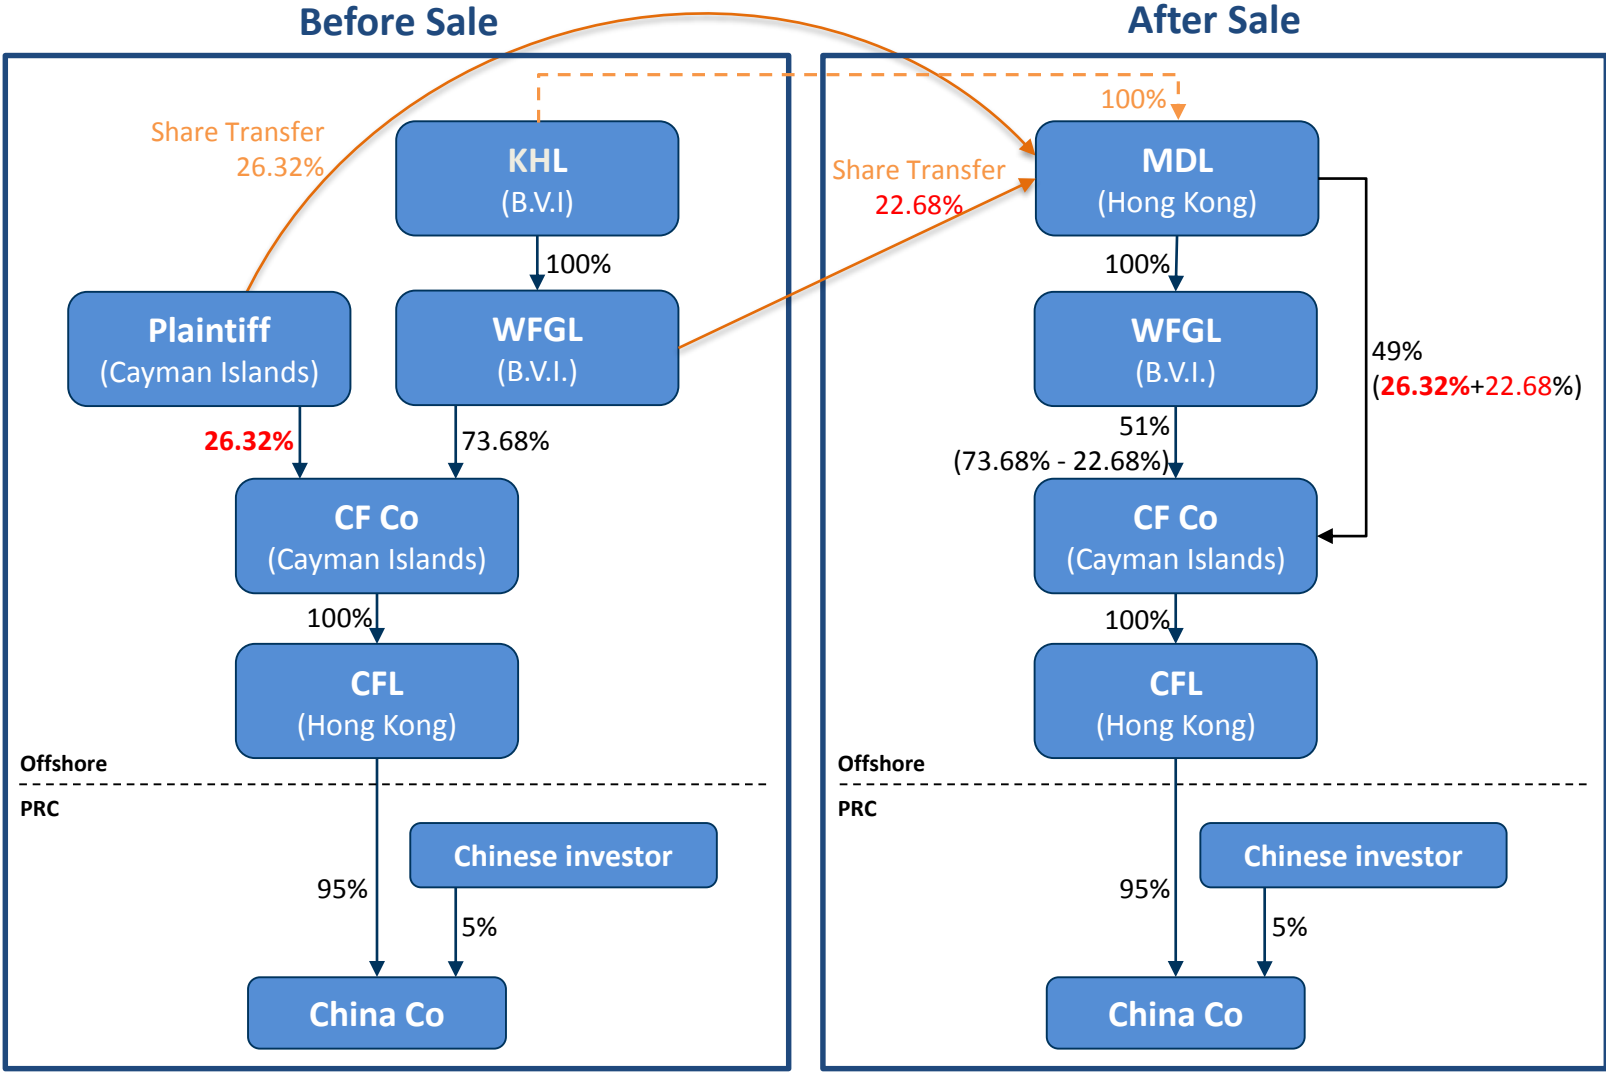 Before Sale
Share Transfer
26.32%
KHL
(B.V.I)
100%
Plaintiff
(Cayman Islands)
WFGL
(B.V.I.)
26.32%
73.68%
CF Co
(Cayman Islands)
100%
CFL
(Hong Kong)
Offshore
PRC
Chinese investor
95%
5%
China Co
After Sale
100%
Share Transfer
22.68%
MDL
(Hong Kong)
100%
WFGL
(B.V.I.)
49%
(26.32%+22.68%)
51%
(73.68% - 22.68%)
CF Co
(Cayman Islands)
100%
CFL
(Hong Kong)
Offshore
PRC
Chinese investor
95%
5%
China Co